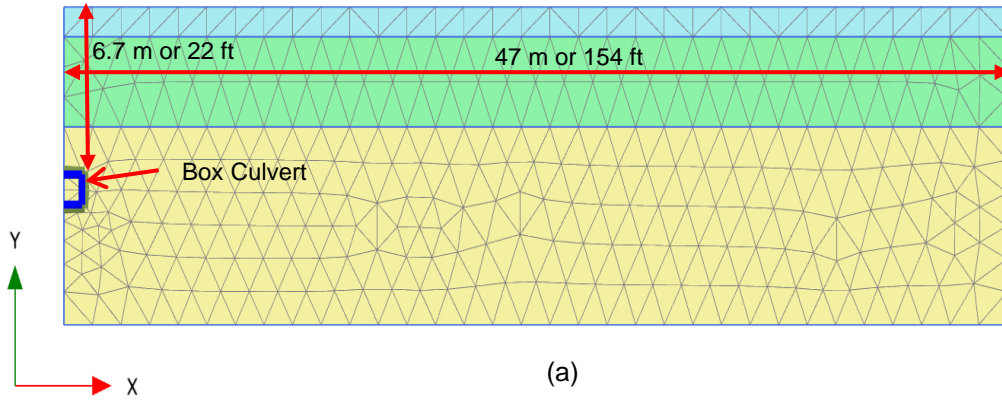 6.7 m or 22 ft
47 m or 154 ft
Box Culvert
Y
X
(a)